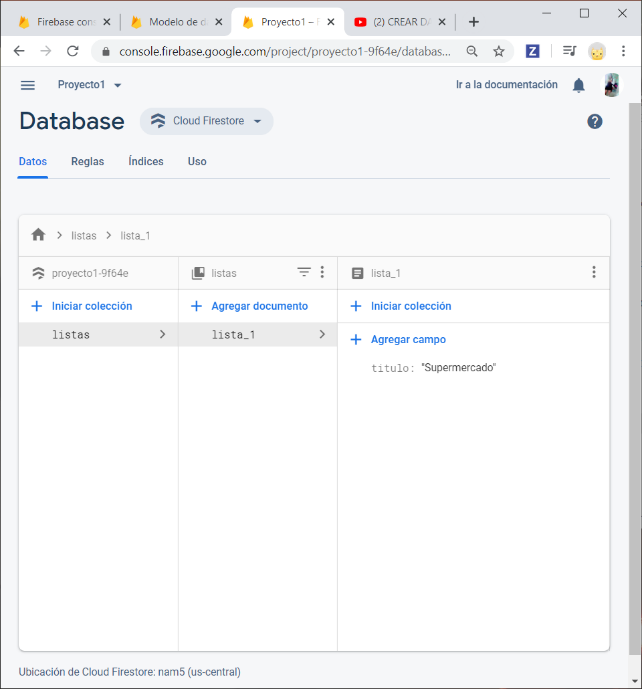 Firebase cons
Modelo de da
Proyecto1 – F
(2) CREAR DA
console.firebase.google.com/project/proyecto1-9f64e/databas...
Z
Proyecto1
Ir a la documentación
Database
Cloud Firestore
Datos Reglas Índices Uso
listas > lista_1
proyecto1-9f64e
listas
lista_1
+ Iniciar colección
+ Agregar documento
+ Iniciar colección
listas
lista_1
+ Agregar campo
titulo: "Supermercado"
Ubicación de Cloud Firestore: nam5 (us-central)